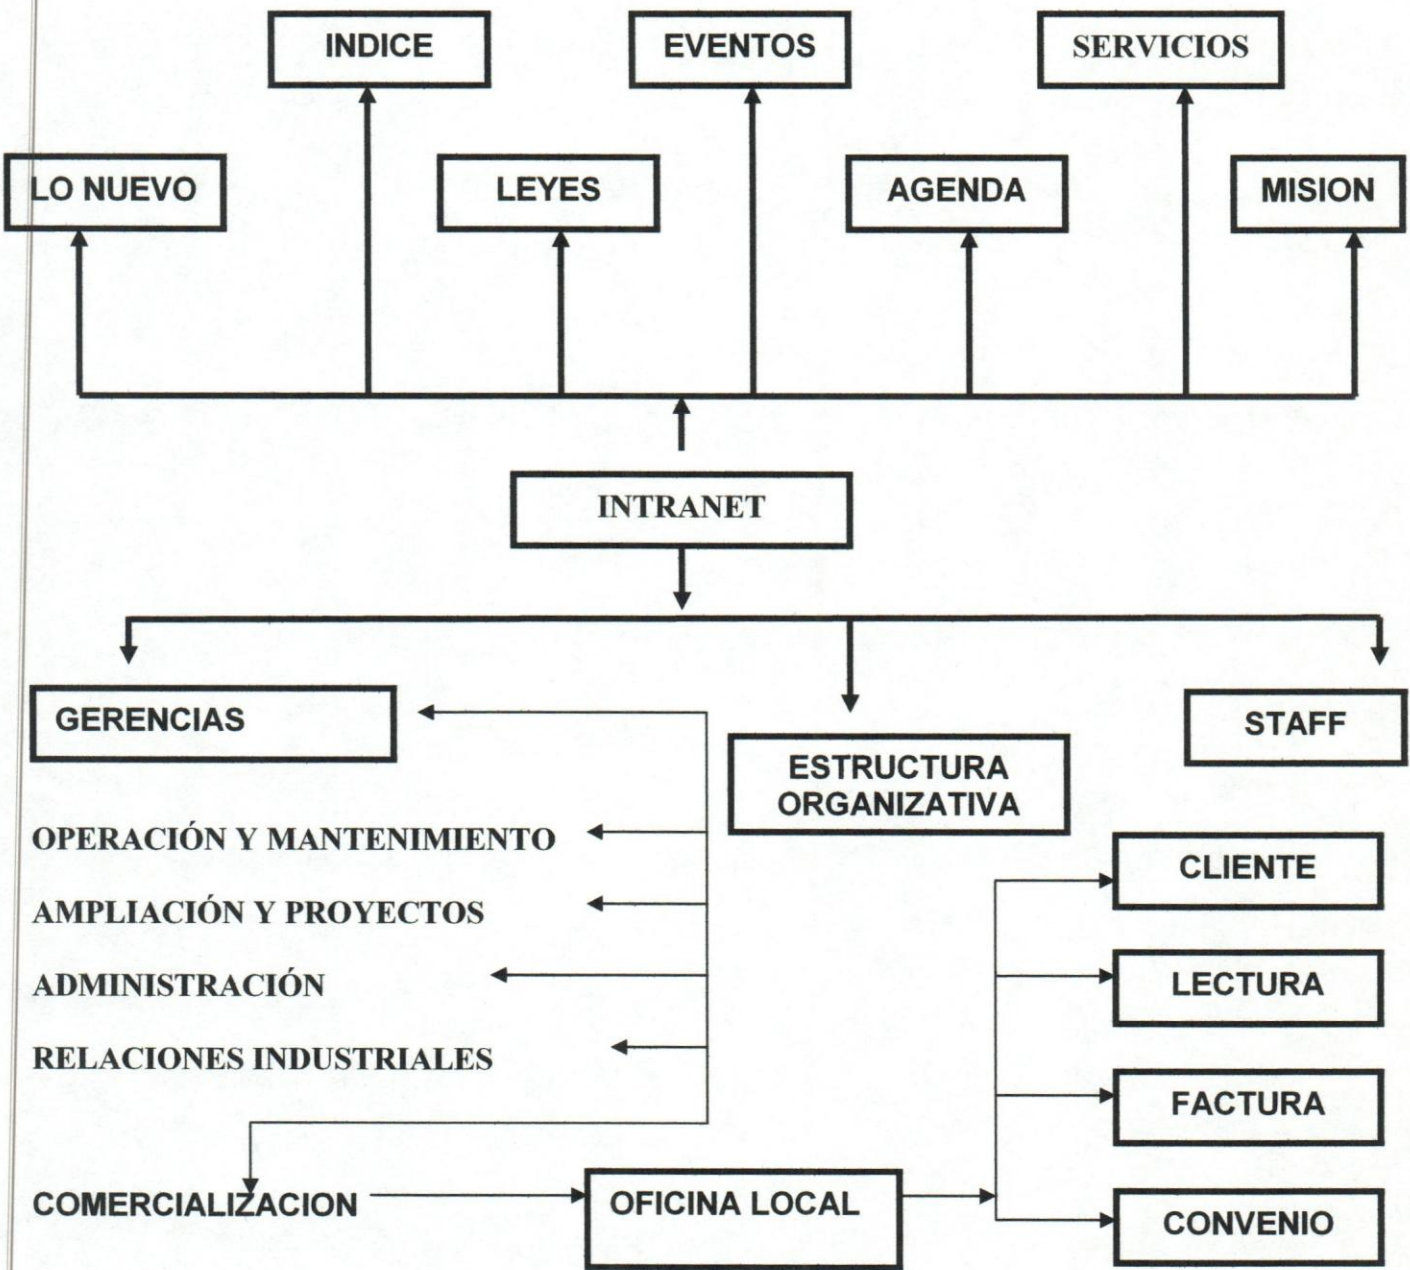 INDICE
EVENTOS
SERVICIOS
LO NUEVO
LEYES
AGENDA
MISION
INTRANET
GERENCIAS
STAFF
ESTRUCTURA
ORGANIZATIVA
OPERACIÓN Y MANTENIMIENTO
AMPLIACIÓN Y PROYECTOS
ADMINISTRACIÓN
RELACIONES INDUSTRIALES
COMERCIALIZACION
OFICINA LOCAL
CLIENTE
LECTURA
FACTURA
CONVENIO